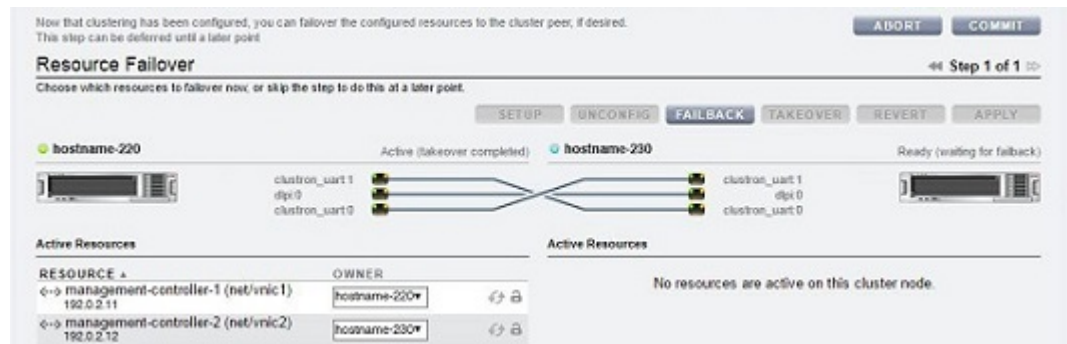 Now that clustering has been configured, you can failover the configured resources to the cluster peer, if desired.
This step can be deferred until a later point
ABORT COMMIT
Resource Failover
Step 1 of 1
Choose which resources to failover now, or skip the step to do this at a later point.
SETUP UNCONFIG FAILBACK TAKEOVER REVERT APPLY
hostname-220 Active (takeover completed)
hostname-230 Ready (waiting for failback)
clustron_uart:1
dlpi:0
clustron_uart:0
clustron_uart:1
dlpi:0
clustron_uart:0
Active Resources
RESOURCE OWNER
management-controller-1 (net/vnic1) hostname-220
192.0.2.11
management-controller-2 (net/vnic2) hostname-230
192.0.2.12
Active Resources
No resources are active on this cluster node.